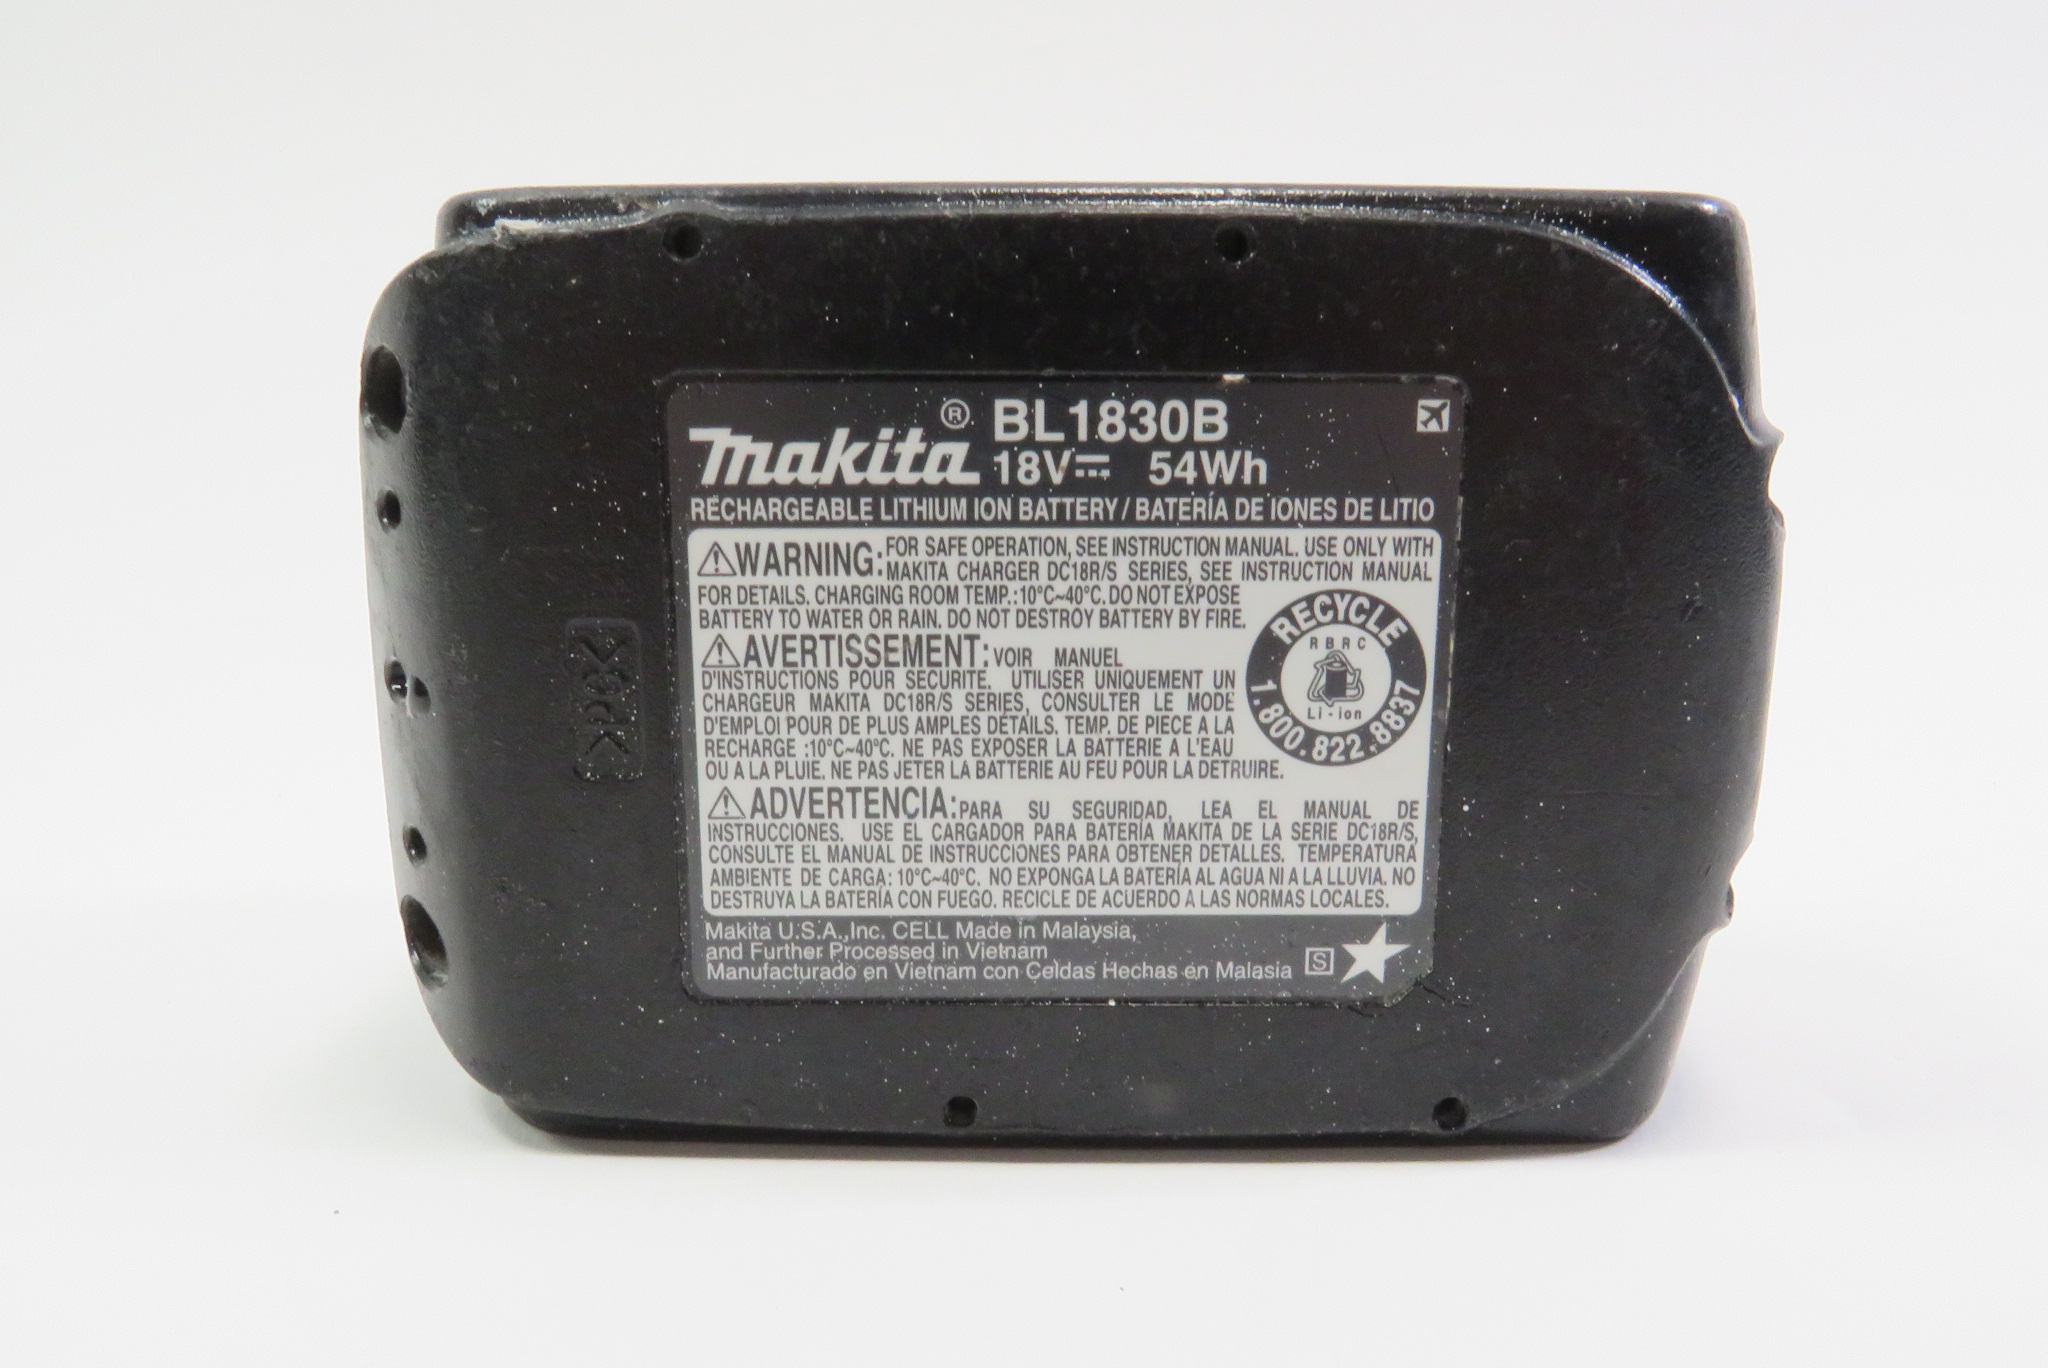 makita® BL1830B
18V 54Wh
RECHARGEABLE LITHIUM ION BATTERY / BATERÍA DE IONES DE LITIO
WARNING: FOR SAFE OPERATION, SEE INSTRUCTION MANUAL. USE ONLY WITH
MAKITA CHARGER DC18R/S SERIES, SEE INSTRUCTION MANUAL
FOR DETAILS. CHARGING ROOM TEMP.:10°C~40°C. DO NOT EXPOSE
BATTERY TO WATER OR RAIN. DO NOT DESTROY BATTERY BY FIRE.
AVERTISSEMENT: VOIR MANUEL
D'INSTRUCTIONS POUR SECURITE. UTILISER UNIQUEMENT UN
CHARGEUR MAKITA DC18R/S SERIES, CONSULTER LE MODE
D'EMPLOI POUR DE PLUS AMPLES DÉTAILS. TEMP. DE PIECE A LA
RECHARGE :10°C~40°C. NE PAS EXPOSER LA BATTERIE A L'EAU
OU A LA PLUIE. NE PAS JETER LA BATTERIE AU FEU POUR LA DETRUIRE.
RECYCLE
RBRC
Li-ion
1.800.822.8837
ADVERTENCIA: PARA SU SEGURIDAD, LEA EL MANUAL DE
INSTRUCCIONES. USE EL CARGADOR PARA BATERÍA MAKITA DE LA SERIE DC18R/S,
CONSULTE EL MANUAL DE INSTRUCCIONES PARA OBTENER DETALLES. TEMPERATURA
AMBIENTE DE CARGA: 10°C~40°C. NO EXPONGA LA BATERÍA AL AGUA NI A LA LLUVIA. NO
DESTRUYA LA BATERÍA CON FUEGO. RECICLE DE ACUERDO A LAS NORMAS LOCALES.
Makita U.S.A.,Inc. CELL Made in Malaysia,
and Further Processed in Vietnam
Manufacturado en Vietnam con Celdas Hechas en Malasia S